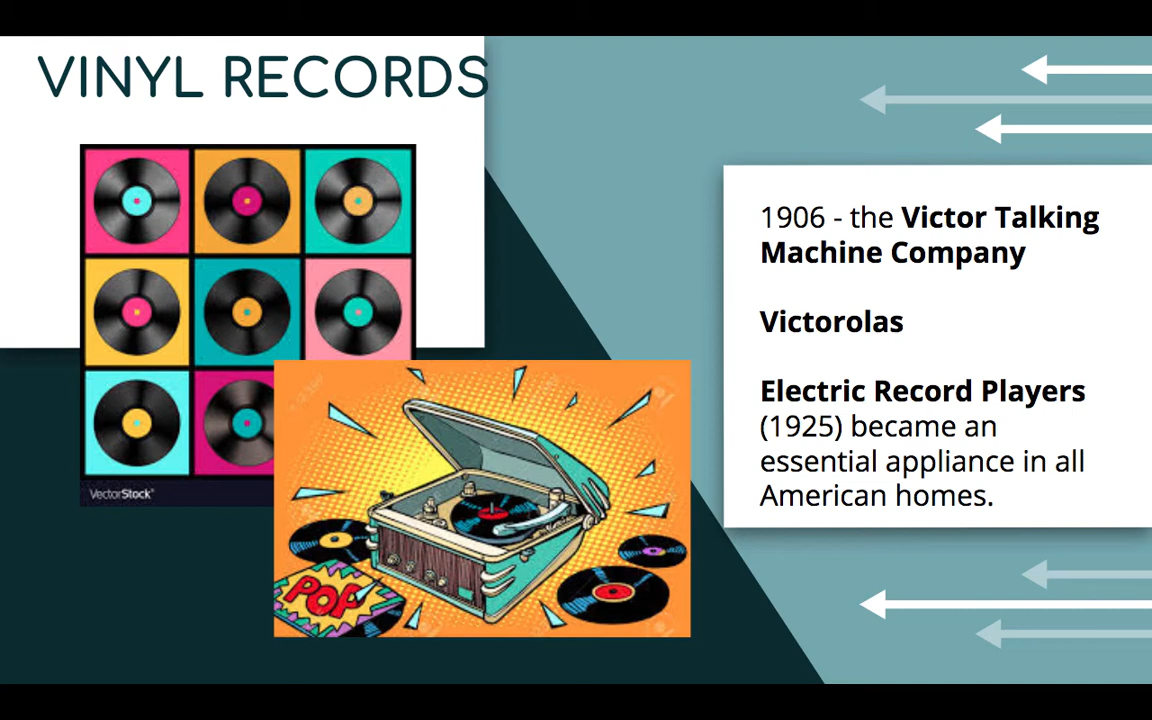 VINYL RECORDS
VectorStock®
POP
1906 - the Victor Talking
Machine Company
Victorolas
Electric Record Players
(1925) became an
essential appliance in all
American homes.